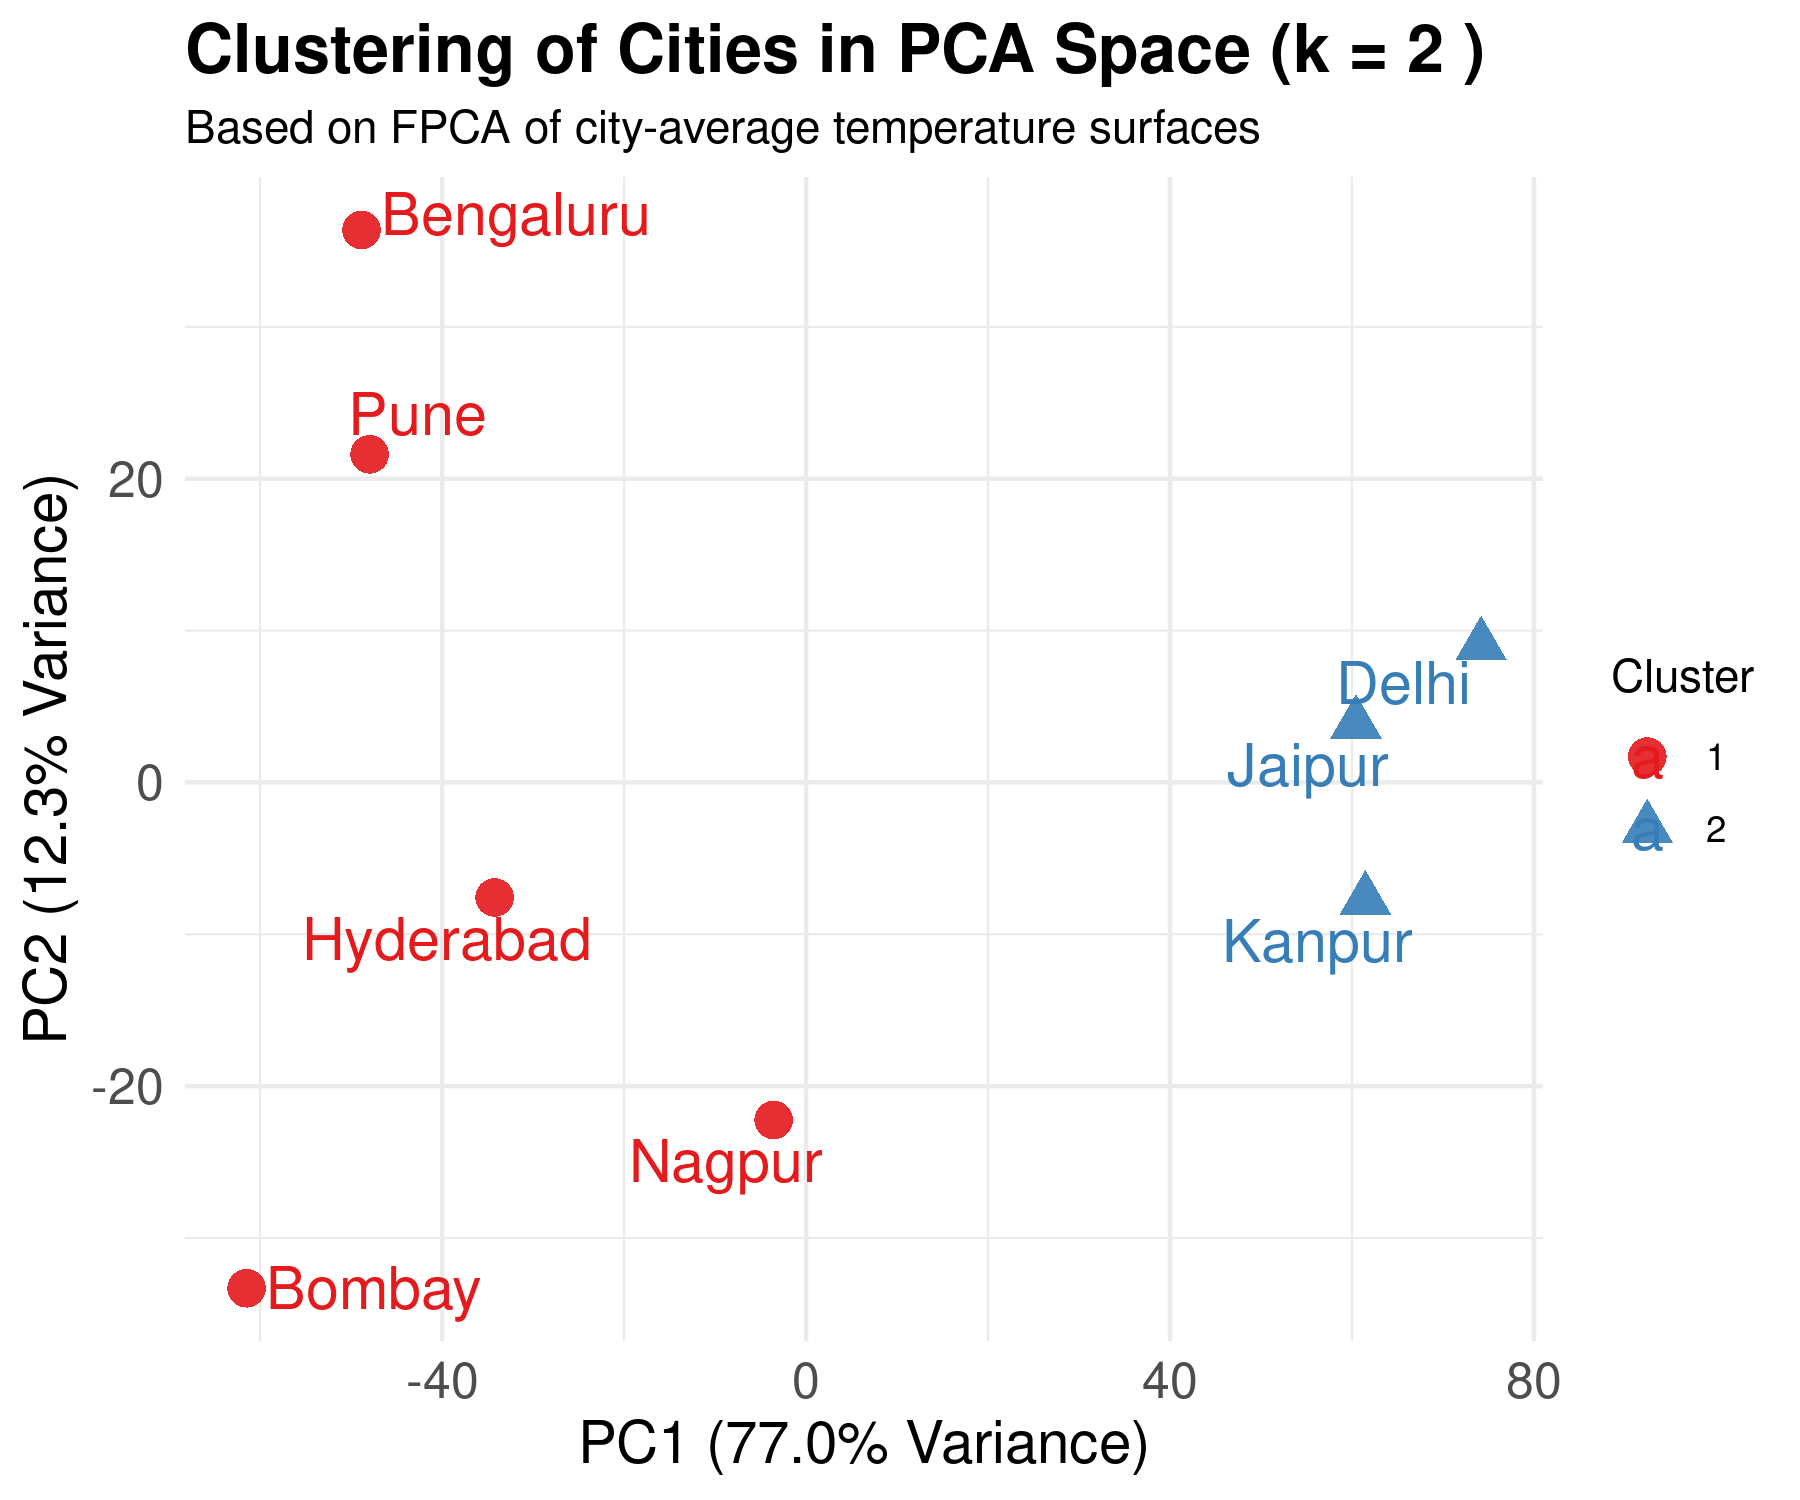 Clustering of Cities in PCA Space (k = 2 )
Based on FPCA of city-average temperature surfaces
Bengaluru
Pune
Delhi
Jaipur
Hyderabad
Kanpur
Nagpur
Bombay
20
0
-20
-40
0
40
80
PC2 (12.3% Variance)
PC1 (77.0% Variance)
Cluster
a 1
a 2